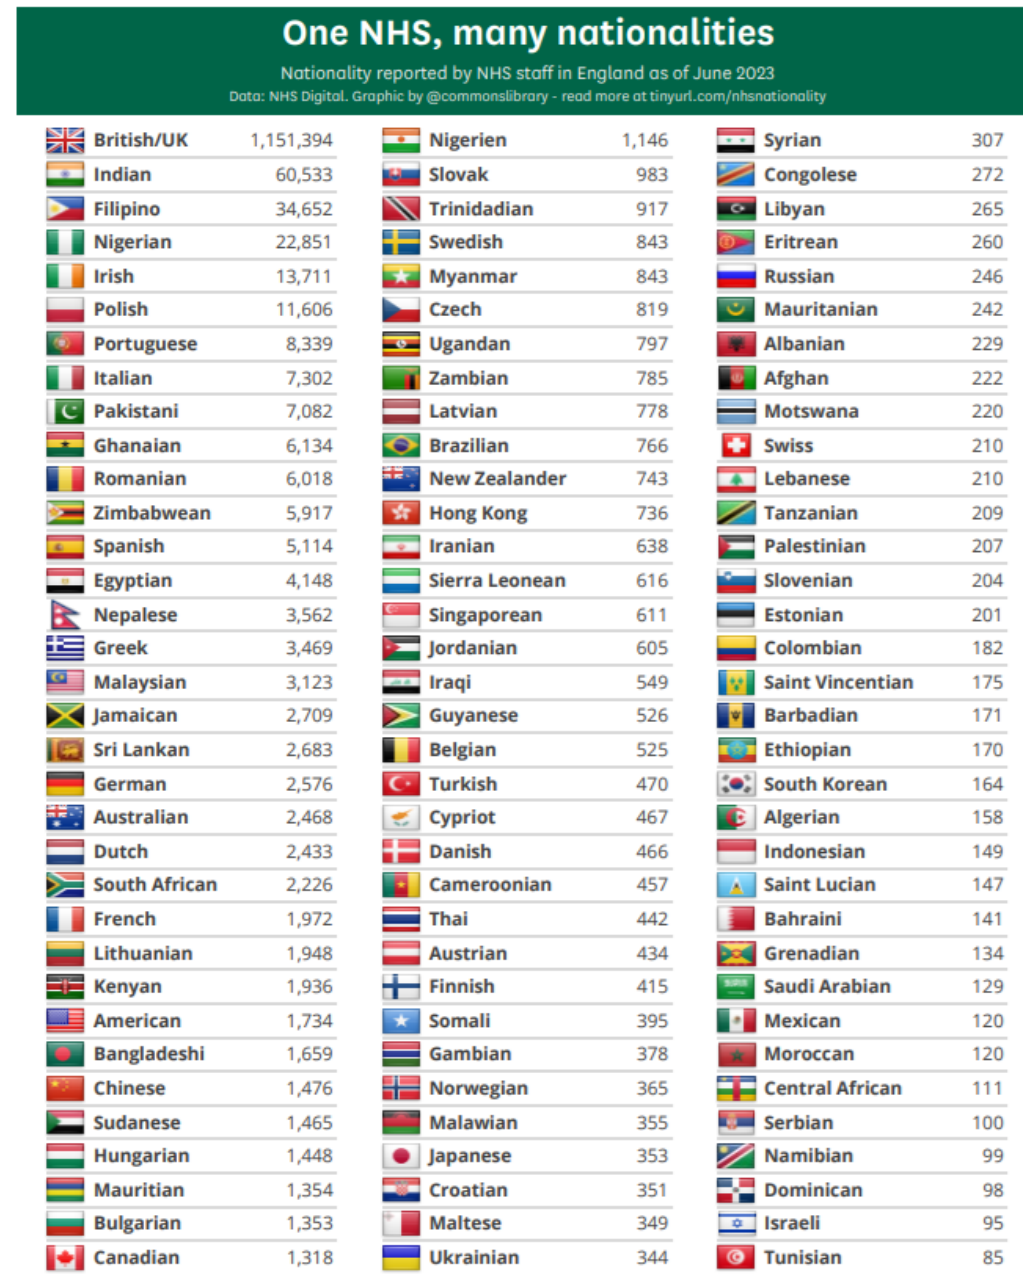 One NHS, many nationalities
Nationality reported by NHS staff in England as of June 2023
Data: NHS Digital. Graphic by @commonslibrary - read more at tinyurl.com/nhsnationality
British/UK 1,151,394
Indian 60,533
Filipino 34,652
Nigerian 22,851
Irish 13,711
Polish 11,606
Portuguese 8,339
Italian 7,302
Pakistani 7,082
Ghanaian 6,134
Romanian 6,018
Zimbabwean 5,917
Spanish 5,114
Egyptian 4,148
Nepalese 3,562
Greek 3,469
Malaysian 3,123
Jamaican 2,709
Sri Lankan 2,683
German 2,576
Australian 2,468
Dutch 2,433
South African 2,226
French 1,972
Lithuanian 1,948
Kenyan 1,936
American 1,734
Bangladeshi 1,659
Chinese 1,476
Sudanese 1,465
Hungarian 1,448
Mauritian 1,354
Bulgarian 1,353
Canadian 1,318
Nigerien 1,146
Slovak 983
Trinidadian 917
Swedish 843
Myanmar 843
Czech 819
Ugandan 797
Zambian 785
Latvian 778
Brazilian 766
New Zealander 743
Hong Kong 736
Iranian 638
Sierra Leonean 616
Singaporean 611
Jordanian 605
Iraqi 549
Guyanese 526
Belgian 525
Turkish 470
Cypriot 467
Danish 466
Cameroonian 457
Thai 442
Austrian 434
Finnish 415
Somali 395
Gambian 378
Norwegian 365
Malawian 355
Japanese 353
Croatian 351
Maltese 349
Ukrainian 344
Syrian 307
Congolese 272
Libyan 265
Eritrean 260
Russian 246
Mauritanian 242
Albanian 229
Afghan 222
Motswana 220
Swiss 210
Lebanese 210
Tanzanian 209
Palestinian 207
Slovenian 204
Estonian 201
Colombian 182
Saint Vincentian 175
Barbadian 171
Ethiopian 170
South Korean 164
Algerian 158
Indonesian 149
Saint Lucian 147
Bahraini 141
Grenadian 134
Saudi Arabian 129
Mexican 120
Moroccan 120
Central African 111
Serbian 100
Namibian 99
Dominican 98
Israeli 95
Tunisian 85